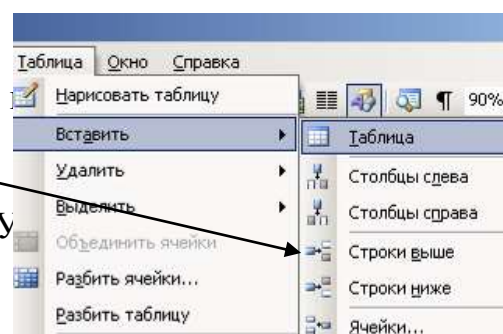 Таблица Окно Справка
Нарисовать таблицу
90%
Вставить
Таблица
Удалить
Столбцы слева
Выделить
Столбцы справа
У
Объединить ячейки
Строки выше
Разбить ячейки...
Строки ниже
Разбить таблицу
Ячейки...